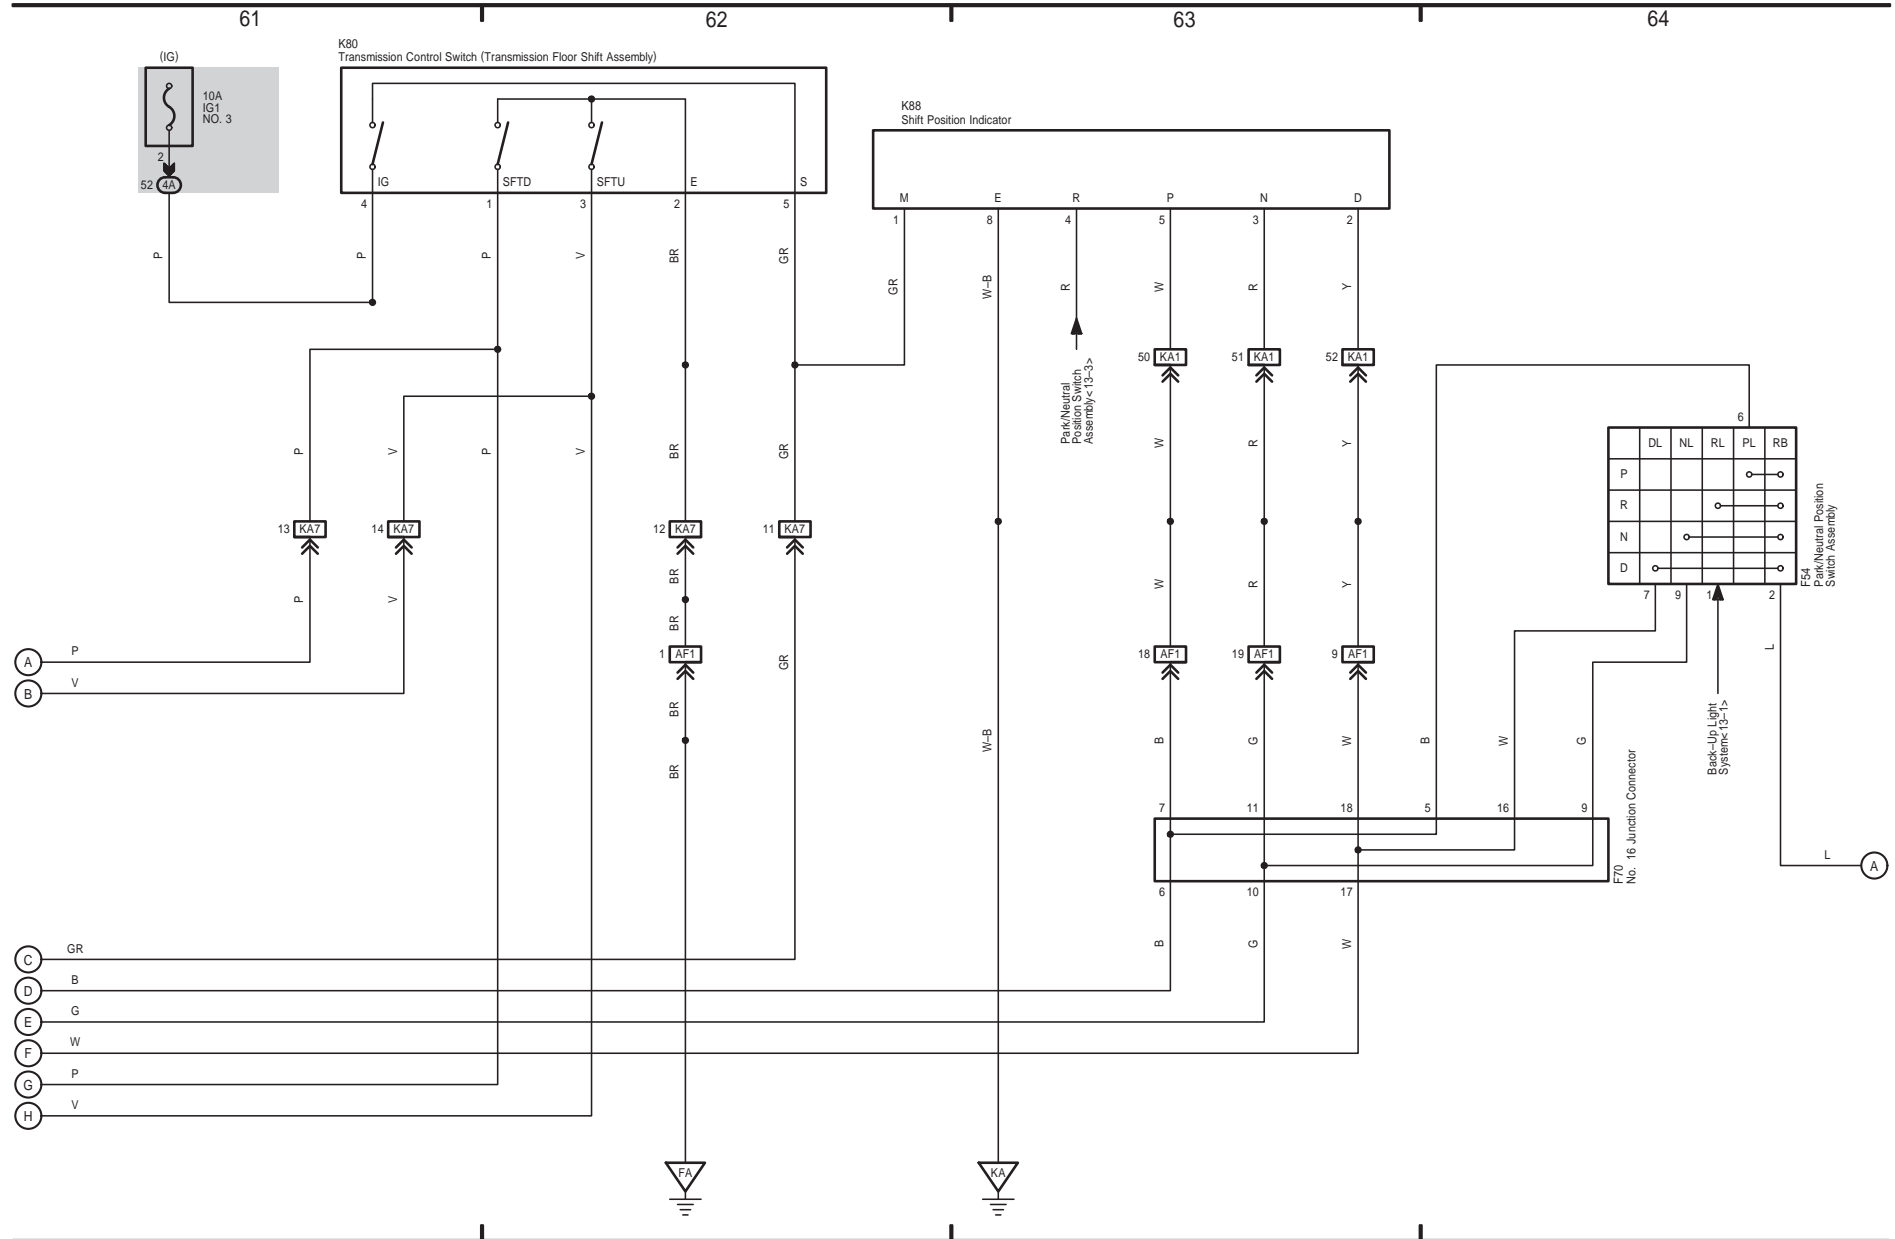 61
62
63
64
(IG)
10A
IG1
NO. 3
2
52
4A
K80
Transmission Control Switch (Transmission Floor Shift Assembly)
IG
SFTD
SFTU
E
S
4
1
3
2
5
K88
Shift Position Indicator
M
E
R
P
N
D
1
8
4
5
3
2
P
P
P
V
BR
GR
GR
W–B
R
W
R
Y
50 KA1
51 KA1
52 KA1
Park/Neutral
Position Switch
Assembly<13–3>
6
DL
NL
RL
PL
RB
P
R
N
D
F54
Park/Neutral Position
Switch Assembly
7
9
1
2
P
V
P
V
BR
GR
W
R
Y
13 KA7
14 KA7
12 KA7
11 KA7
P
V
BR
W
R
Y
BR
1 AF1
18 AF1
19 AF1
9 AF1
GR
L
A
P
B
V
BR
BR
W–B
B
G
W
B
W
G
Back–Up Light
System<13–1>
7
11
18
5
16
9
F70
No. 16 Junction Connector
6
10
17
L
A
B
G
W
C
GR
D
B
E
G
F
W
G
P
H
V
FA
KA